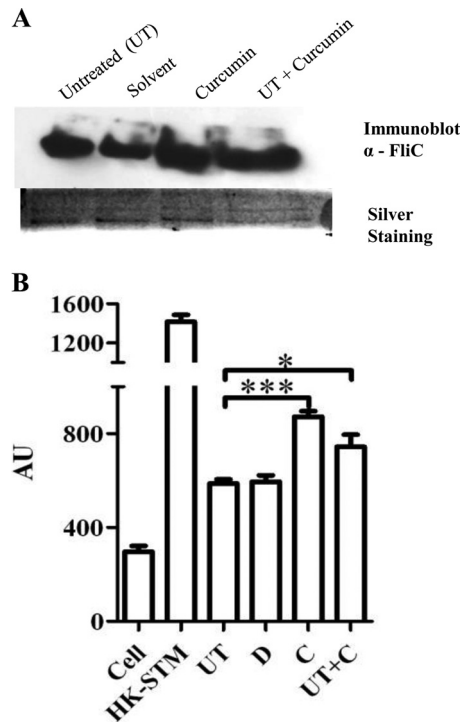 A
Untreated (UT)
Solvent
Curcumin
UT + Curcumin
Immunoblot
α - FliC
Silver
Staining
B
1600
1200
800
400
0
AU
*
***
Cell
HK-STM
UT
D
C
UT+C